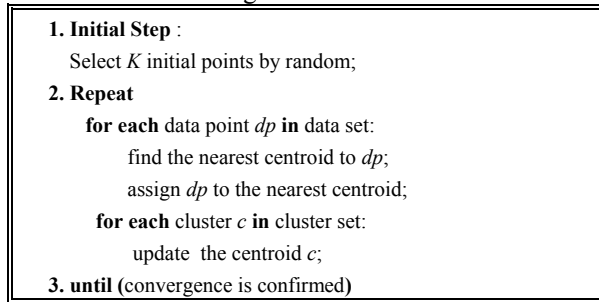 1. Initial Step :
Select K initial points by random;
2. Repeat
for each data point dp in data set:
find the nearest centroid to dp;
assign dp to the nearest centroid;
for each cluster c in cluster set:
update the centroid c;
3. until (convergence is confirmed)